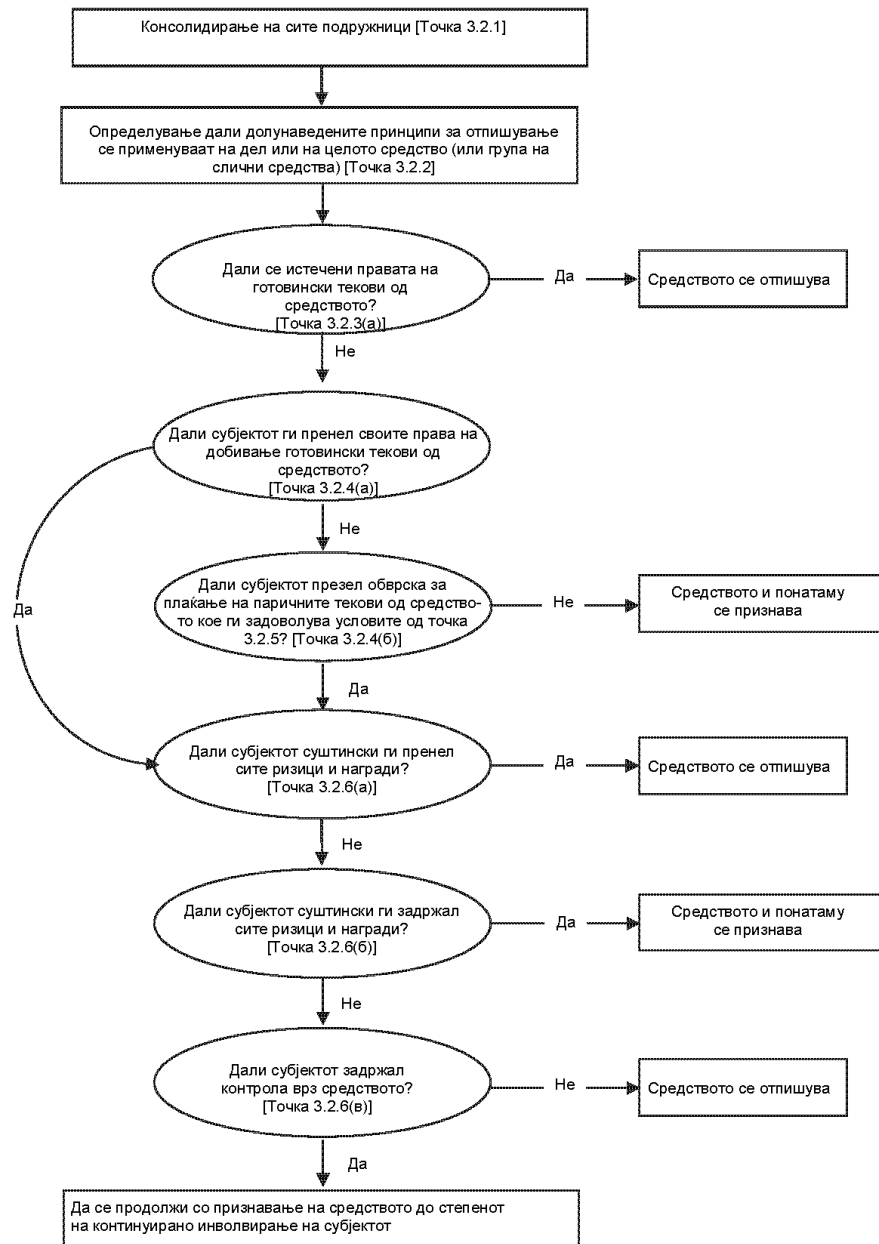 Консолидирање на сите подружници [Точка 3.2.1]
Определување дали долунаведените принципи за отпишување
се применуваат на дел или на целото средство (или група на
слични средства) [Точка 3.2.2]
Дали се истечени правата на
готовински текови од
средството?
[Точка 3.2.3(а)]
Да
Средството се отпишува
Не
Дали субјектот ги пренел своите права на
добивање готовински текови од
средството?
[Точка 3.2.4(а)]
Не
Да
Дали субјектот презел обврска за
плаќање на паричните текови од средство-
то кое ги задоволува условите од точка
3.2.5? [Точка 3.2.4(б)]
Не
Средството и понатаму
се признава
Да
Дали субјектот суштински ги пренел
сите ризици и награди?
[Точка 3.2.6(а)]
Да
Средството се отпишува
Не
Дали субјектот суштински ги задржал
сите ризици и награди?
[Точка 3.2.6(б)]
Да
Средството и понатаму
се признава
Не
Дали субјектот задржал
контрола врз средството?
[Точка 3.2.6(в)]
Не
Средството се отпишува
Да
Да се продолжи со признавање на средството до степенот
на континуирано инволвирање на субјектот